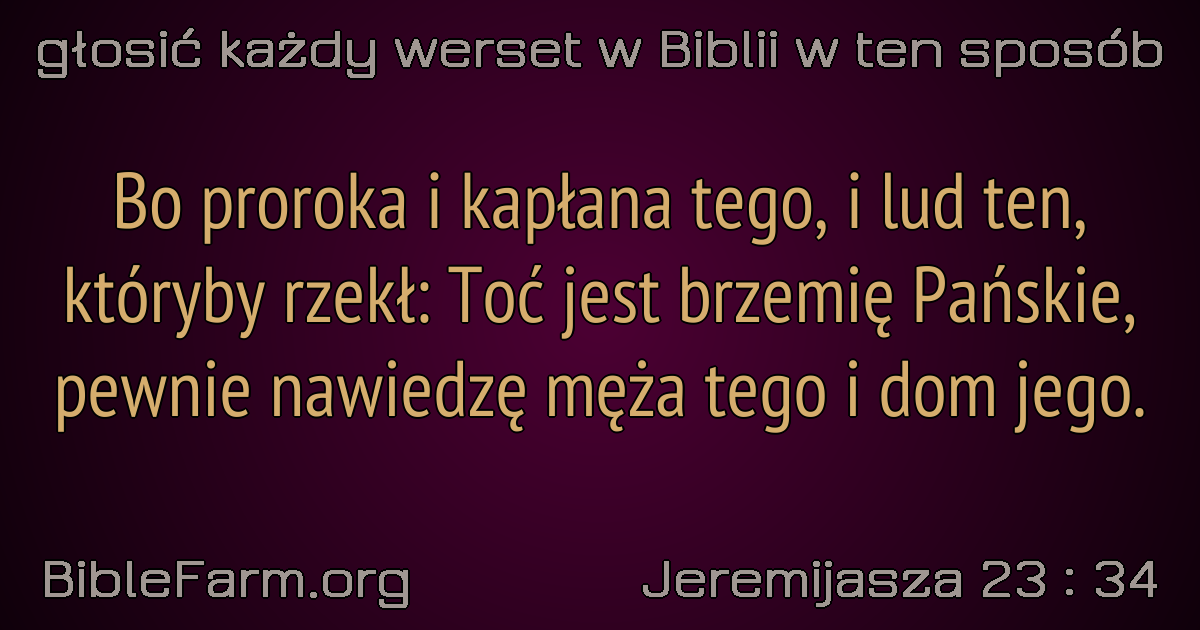 głosić każdy werset w Biblii w ten sposób
Bo proroka i kapłana tego, i lud ten,
któryby rzekł: Toć jest brzemię Pańskie,
pewnie nawiedzę męża tego i dom jego.
BibleFarm.org
Jeremijasza 23 : 34